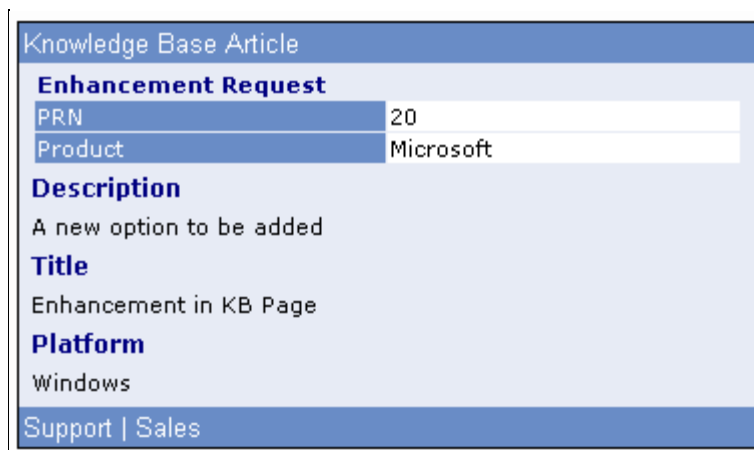 Knowledge Base Article
Enhancement Request
PRN 20
Product Microsoft
Description
A new option to be added
Title
Enhancement in KB Page
Platform
Windows
Support | Sales